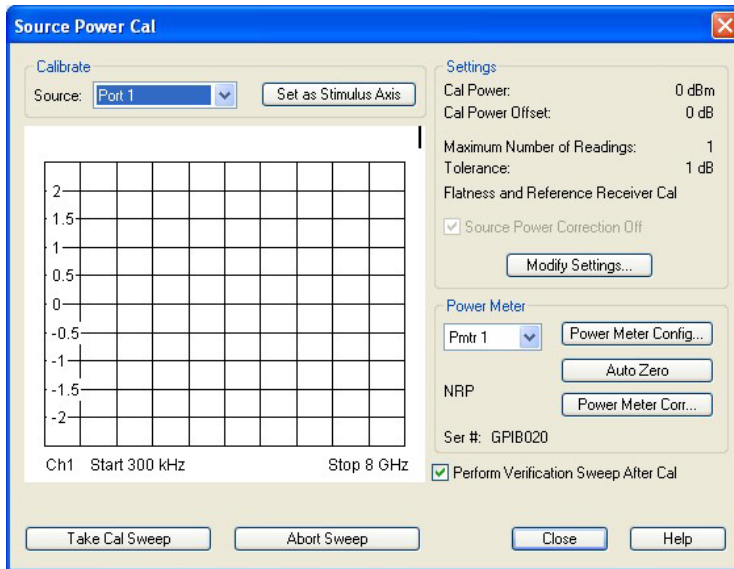 Source Power Cal
Calibrate
Source: Port 1
Set as Stimulus Axis
2
1.5
1
0.5
0
-0.5
-1
-1.5
-2
Ch1 Start 300 kHz Stop 8 GHz
Settings
Cal Power: 0 dBm
Cal Power Offset: 0 dB
Maximum Number of Readings: 1
Tolerance: 1 dB
Flatness and Reference Receiver Cal
Source Power Correction Off
Modify Settings...
Power Meter
Pmtr 1
Power Meter Config...
Auto Zero
NRP
Power Meter Corr...
Ser #: GPIB020
Perform Verification Sweep After Cal
Take Cal Sweep
Abort Sweep
Close
Help